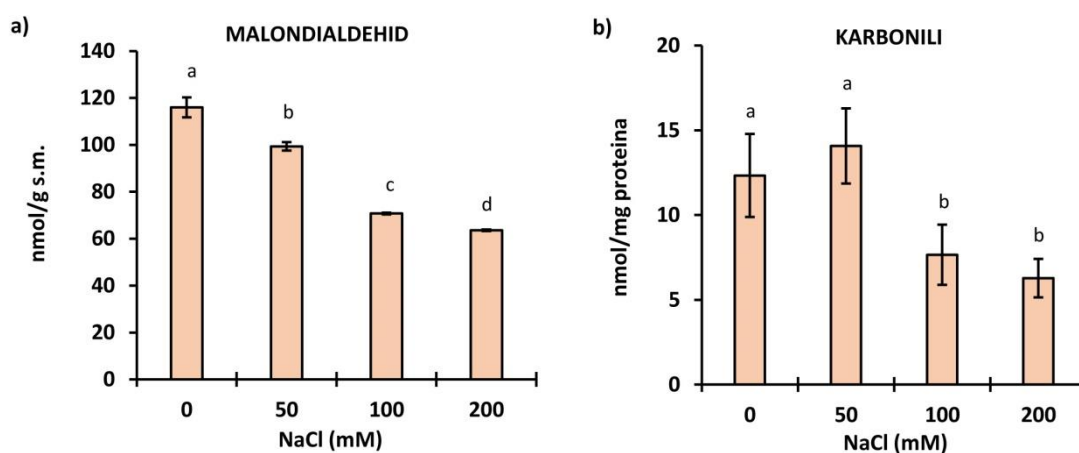 a)
MALONDIALDEHID
nmol/g s.m.
140
120
100
80
60
40
20
0
a
b
c
d
0 50 100 200
NaCl (mM)
b)
KARBONILI
nmol/mg proteina
20
15
10
5
0
a
a
b
b
0 50 100 200
NaCl (mM)